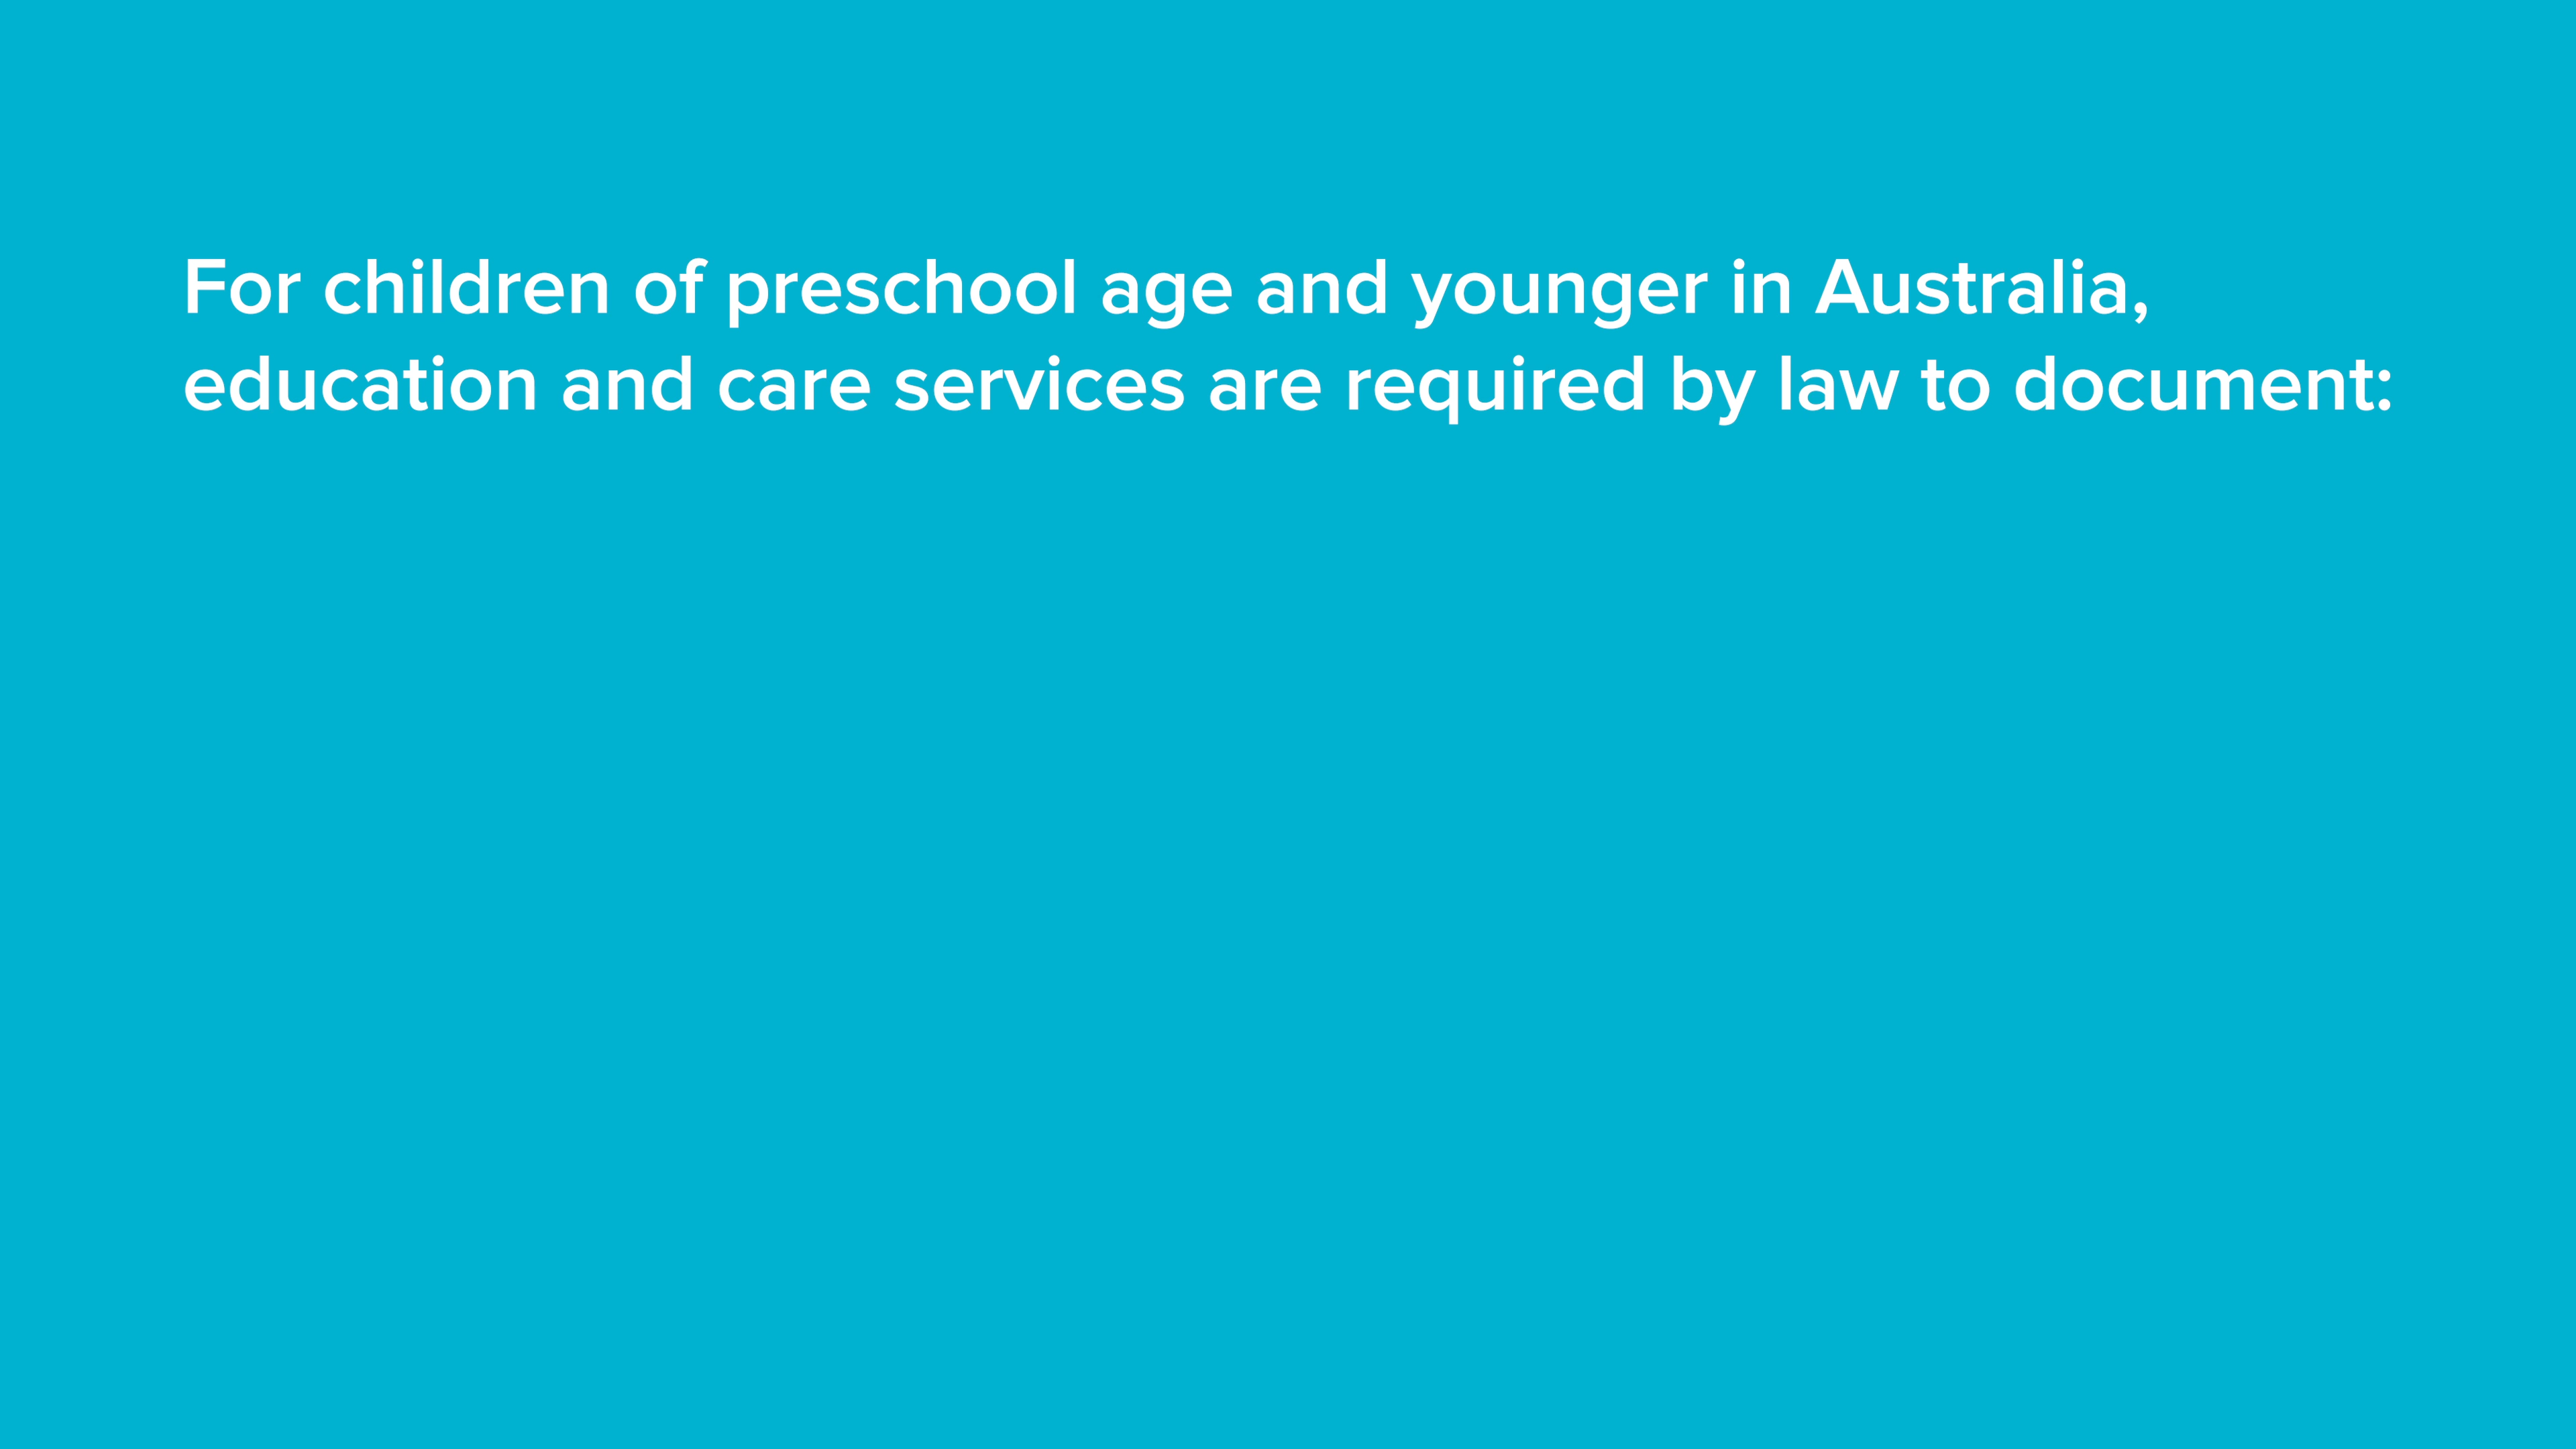 For children of preschool age and younger in Australia,
education and care services are required by law to document: